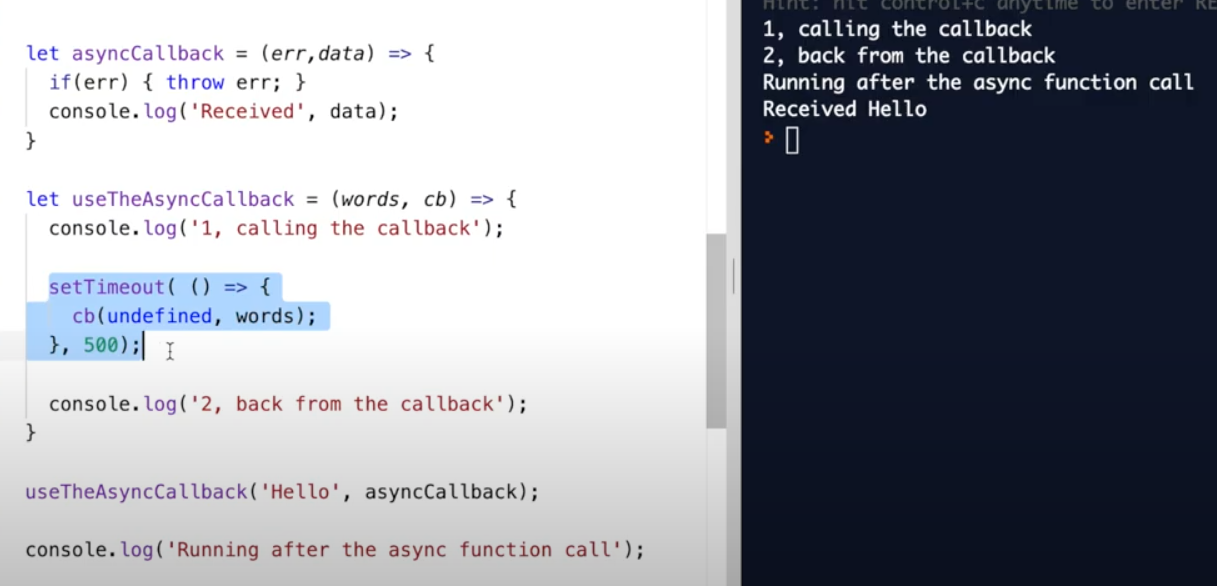 let asyncCallback = (err,data) => {
if(err) { throw err; }
console.log('Received', data);
}
let useTheAsyncCallback = (words, cb) => {
console.log('1, calling the callback');
setTimeout( () => {
cb(undefined, words);
}, 500);
console.log('2, back from the callback');
}
useTheAsyncCallback('Hello', asyncCallback);
console.log('Running after the async function call');
Hint: hit control+c anytime to enter RE
1, calling the callback
2, back from the callback
Running after the async function call
Received Hello